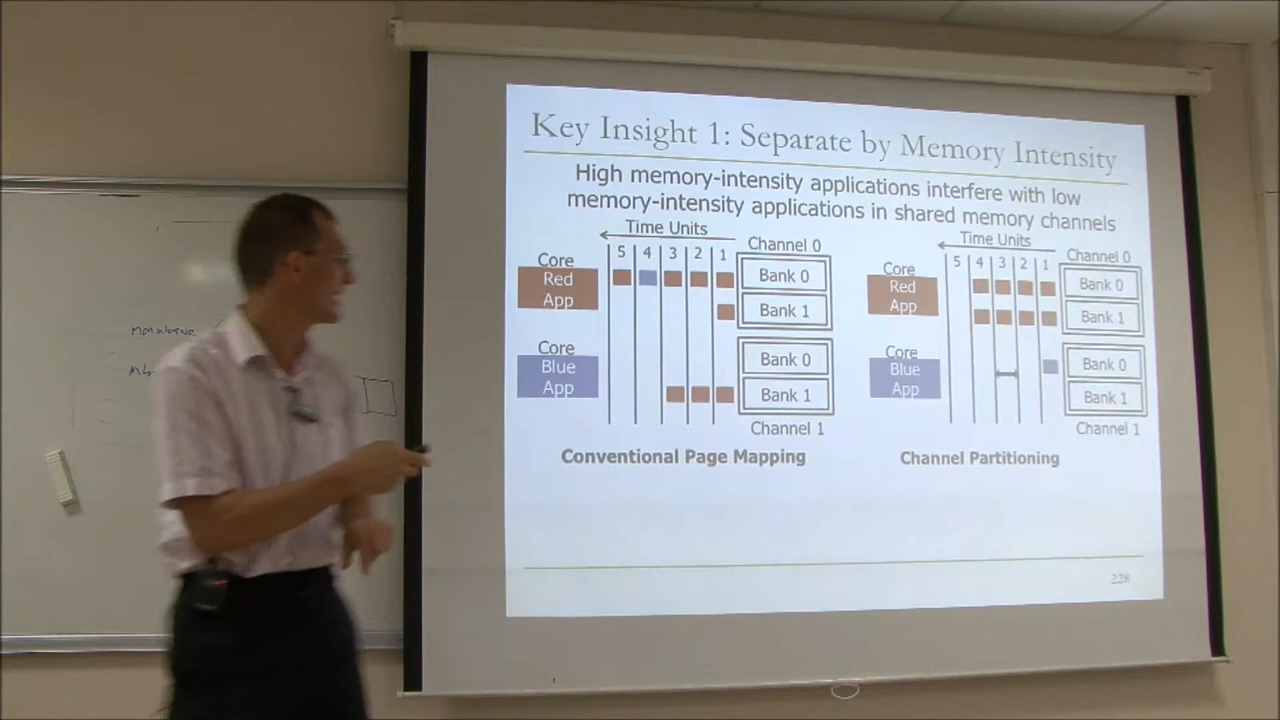 Key Insight 1: Separate by Memory Intensity
High memory-intensity applications interfere with low
memory-intensity applications in shared memory channels
Time Units
5 4 3 2 1
Channel 0
Core
Red
App
Bank 0
Bank 1
Core
Blue
App
Bank 0
Bank 1
Channel 1
Conventional Page Mapping
Time Units
5 4 3 2 1
Channel 0
Core
Red
App
Bank 0
Bank 1
Core
Blue
App
Bank 0
Bank 1
Channel 1
Channel Partitioning
228